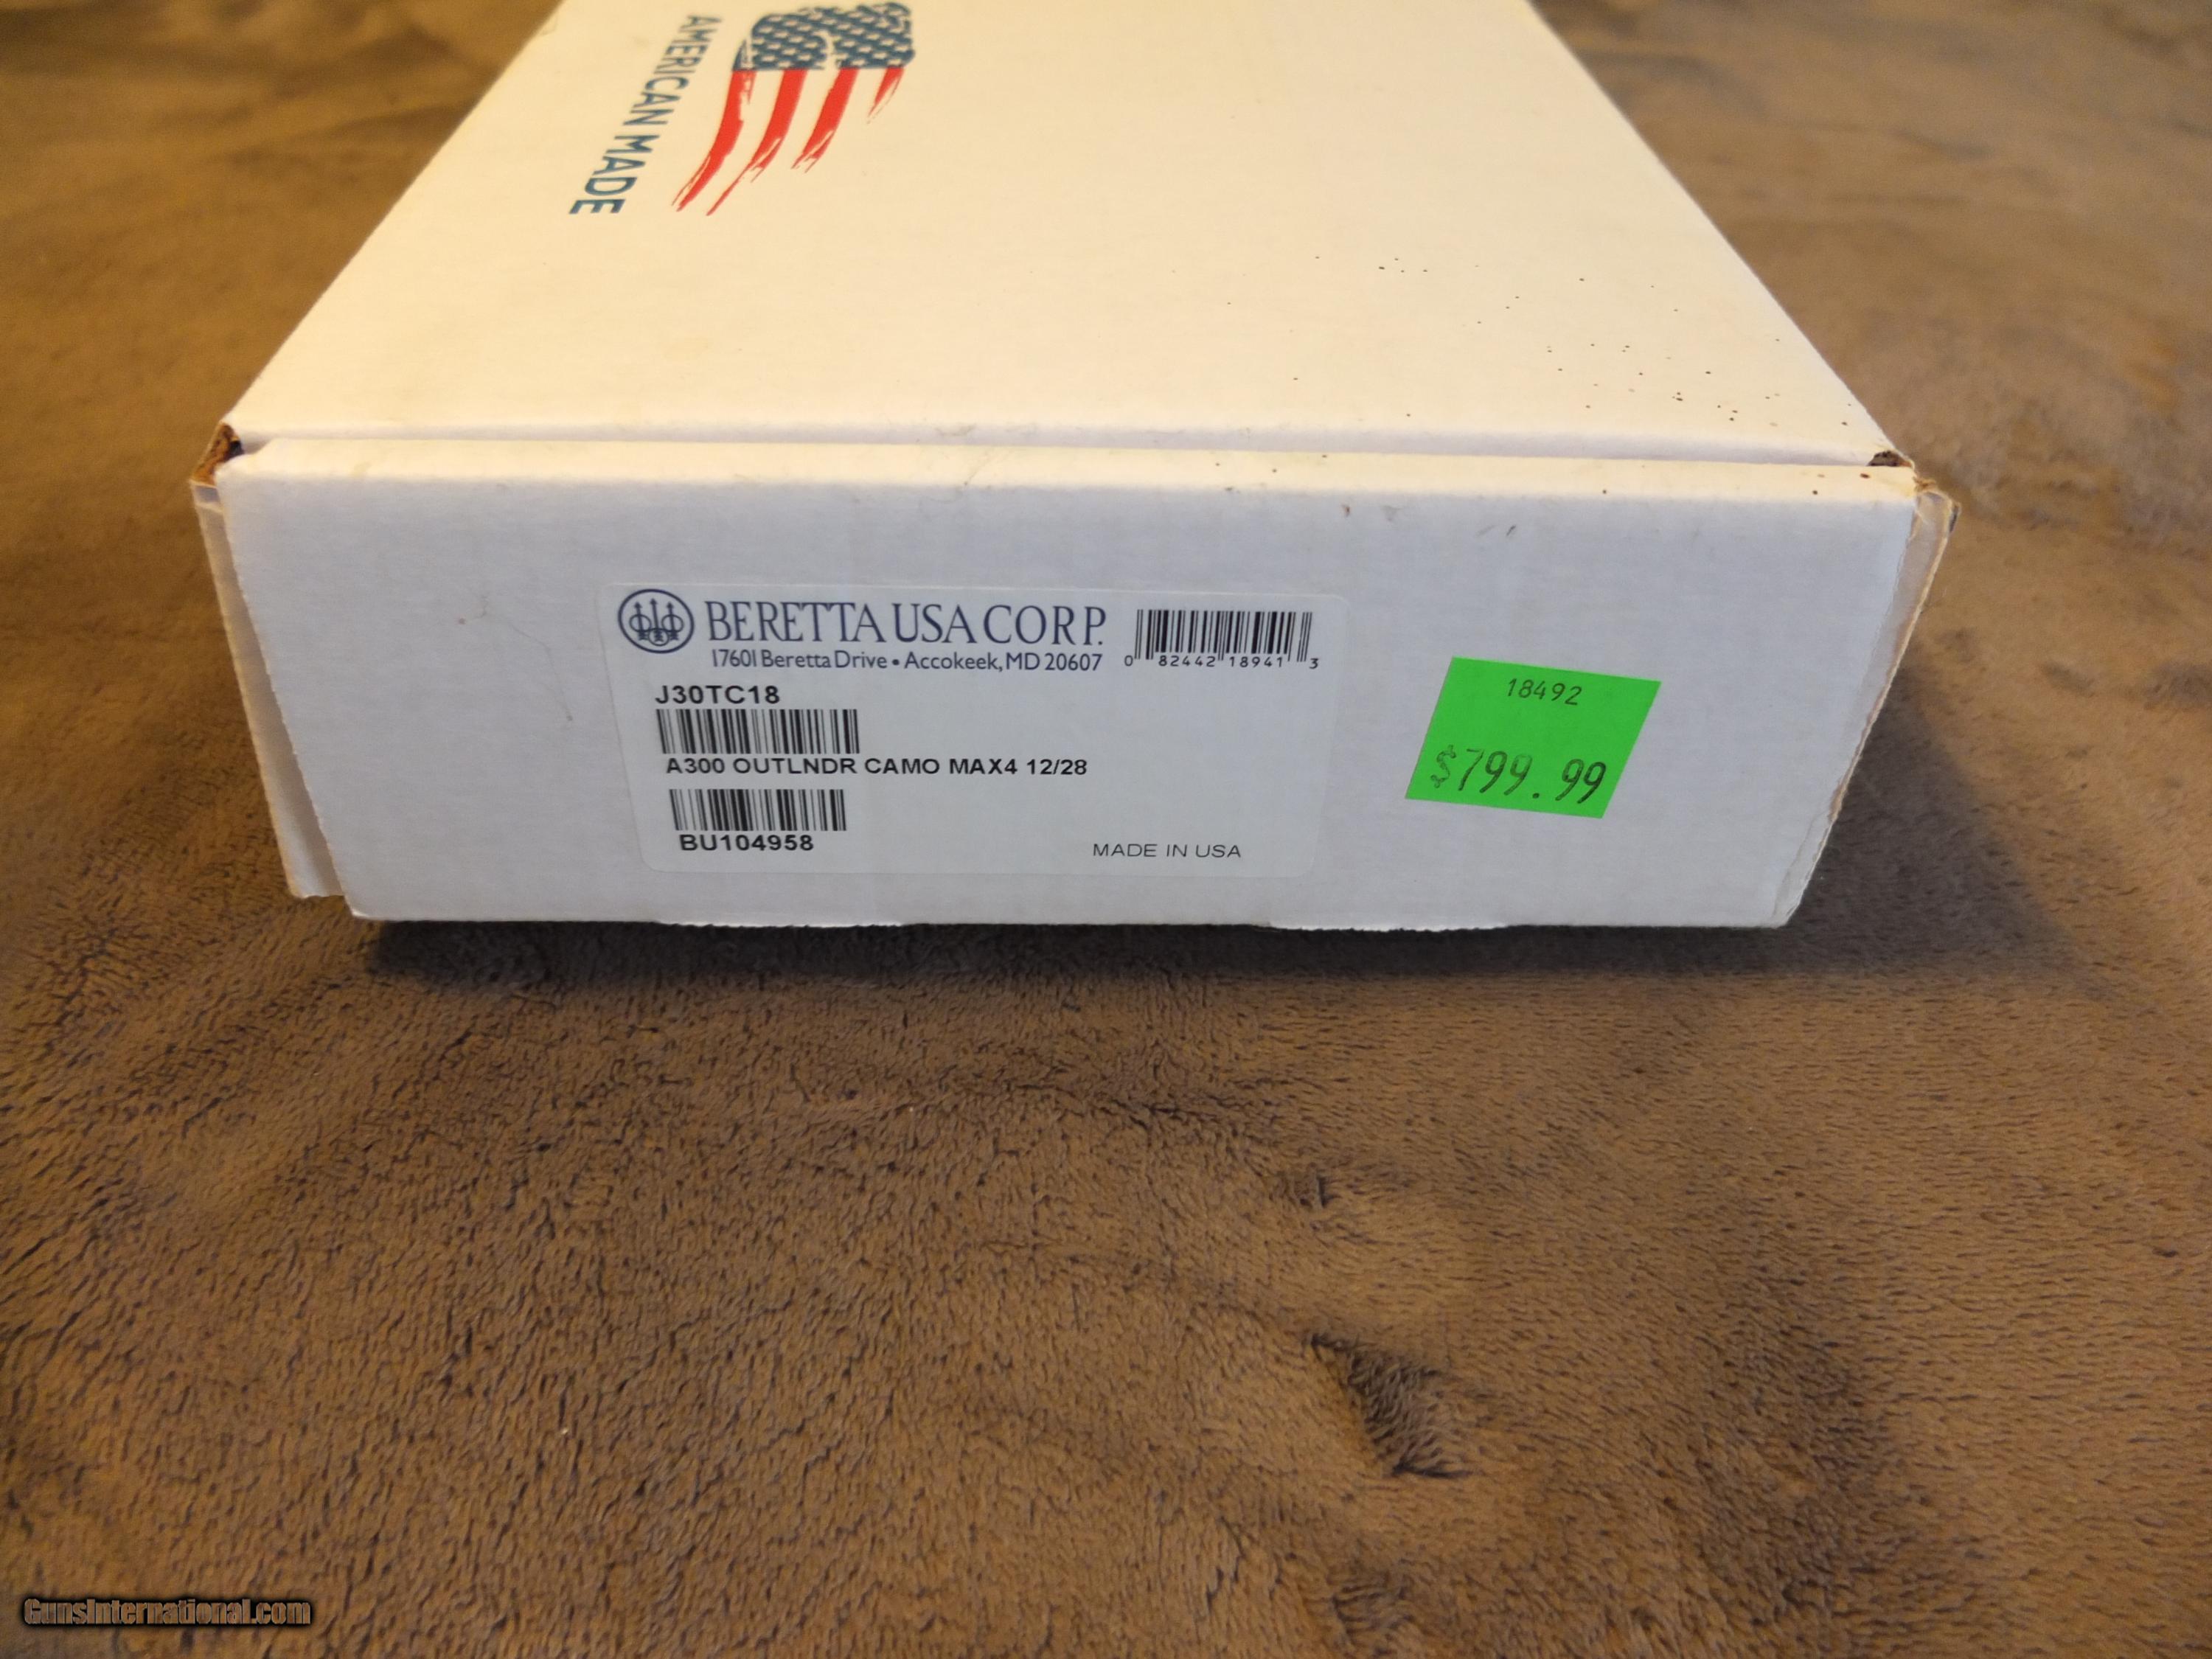 AMERICAN MADE
BERETTA USA CORP.
17601 Beretta Drive • Accokeek, MD 20607
0 82442 18941 3
J30TC18
A300 OUTLNDR CAMO MAX4 12/28
BU104958
MADE IN USA
18492
$799.99
GunsInternational.com